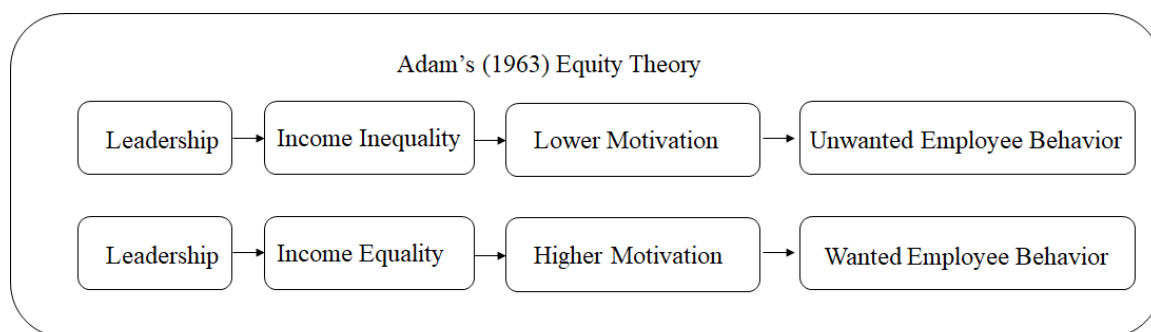 Adam’s (1963) Equity Theory
Leadership
Income Inequality
Lower Motivation
Unwanted Employee Behavior
Leadership
Income Equality
Higher Motivation
Wanted Employee Behavior